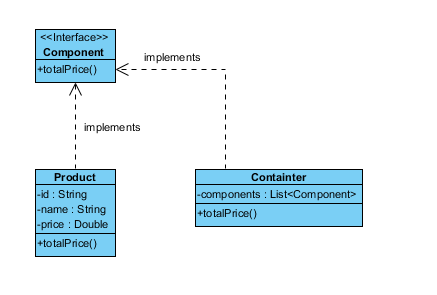 <<Interface>>
Component
+totalPrice()
implements
implements
Product
-id : String
-name : String
-price : Double
+totalPrice()
Containter
-components : List<Component>
+totalPrice()